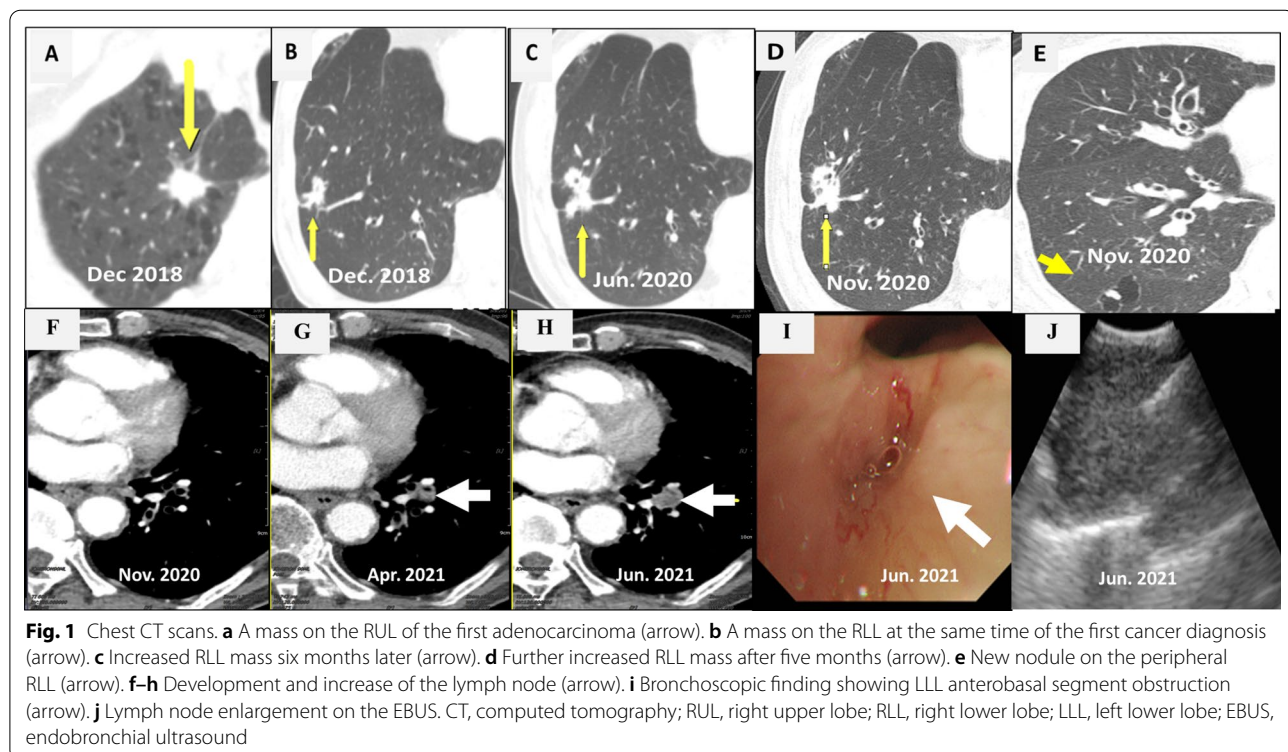 A
B
C
D
E
Dec 2018
Dec. 2018
Jun. 2020
Nov. 2020
Nov. 2020
F
G
H
I
J
Nov. 2020
Apr. 2021
Jun. 2021
Jun. 2021
Jun. 2021
Fig. 1 Chest CT scans. a A mass on the RUL of the first adenocarcinoma (arrow). b A mass on the RLL at the same time of the first cancer diagnosis
(arrow). c Increased RLL mass six months later (arrow). d Further increased RLL mass after five months (arrow). e New nodule on the peripheral
RLL (arrow). f–h Development and increase of the lymph node (arrow). i Bronchoscopic finding showing LLL anterobasal segment obstruction
(arrow). j Lymph node enlargement on the EBUS. CT, computed tomography; RUL, right upper lobe; RLL, right lower lobe; LLL, left lower lobe; EBUS,
endobronchial ultrasound